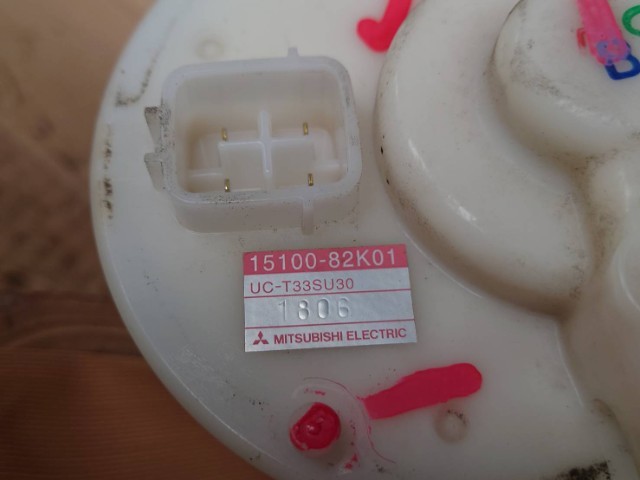 15100-82K01
UC-T33SU30
1806
MITSUBISHI ELECTRIC